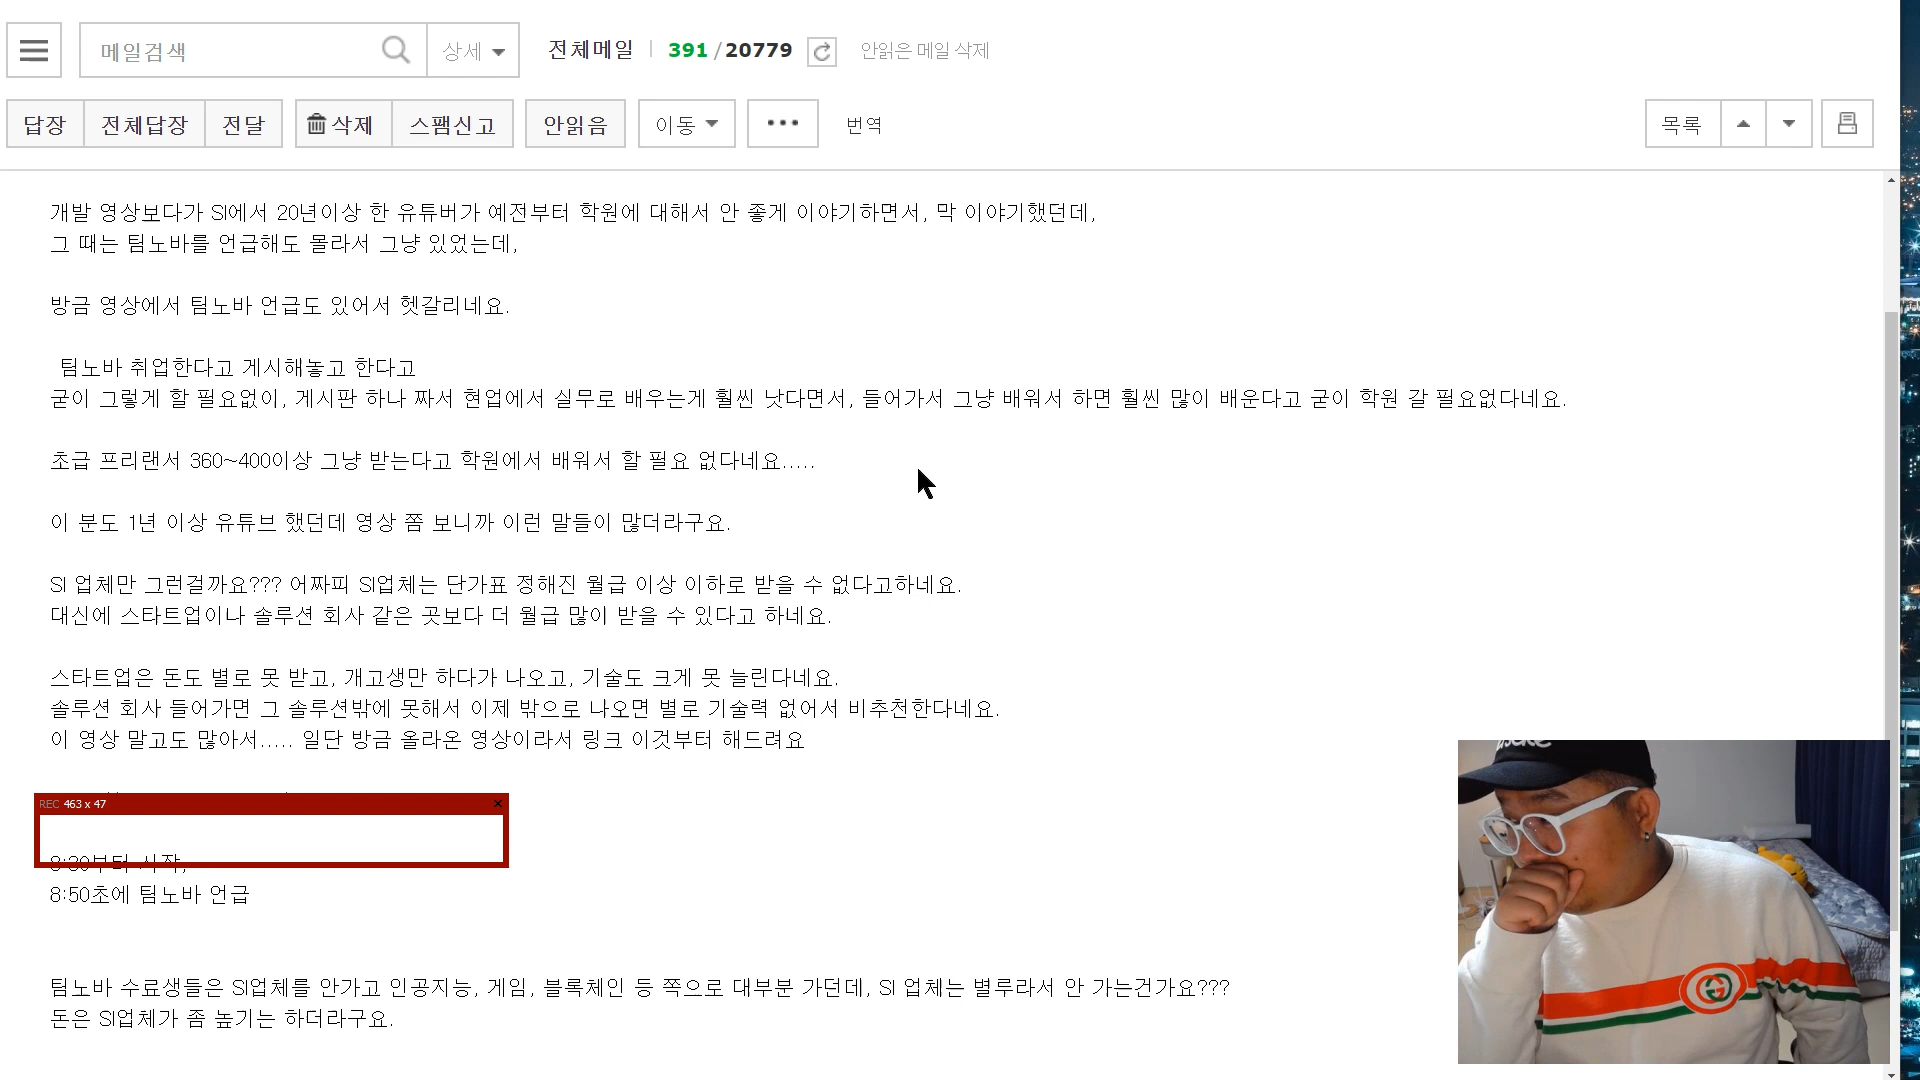 메일검색
상세
전체메일
391 / 20779
안읽은 메일 삭제
답장
전체답장
전달
삭제
스팸신고
안읽음
이동
번역
목록
개발 영상보다가 SI에서 20년이상 한 유튜버가 예전부터 학원에 대해서 안 좋게 이야기하면서, 막 이야기했던데,
그 때는 팀노바를 언급해도 몰라서 그냥 있었는데,
방금 영상에서 팀노바 언급도 있어서 헷갈리네요.
팀노바 취업한다고 게시해놓고 한다고
굳이 그렇게 할 필요없이, 게시판 하나 짜서 현업에서 실무로 배우는게 훨씬 낫다면서, 들어가서 그냥 배워서 하면 훨씬 많이 배운다고 굳이 학원 갈 필요없다네요.
초급 프리랜서 360~400이상 그냥 받는다고 학원에서 배워서 할 필요 없다네요.....
이 분도 1년 이상 유튜브 했던데 영상 쫌 보니까 이런 말들이 많더라구요.
SI 업체만 그런걸까요??? 어짜피 SI업체는 단가표 정해진 월급 이상 이하로 받을 수 없다고하네요.
대신에 스타트업이나 솔루션 회사 같은 곳보다 더 월급 많이 받을 수 있다고 하네요.
스타트업은 돈도 별로 못 받고, 개고생만 하다가 나오고, 기술도 크게 못 늘린다네요.
솔루션 회사 들어가면 그 솔루션밖에 못해서 이제 밖으로 나오면 별로 기술력 없어서 비추천한다네요.
이 영상 말고도 많아서..... 일단 방금 올라온 영상이라서 링크 이것부터 해드려요
REC 463 x 47
8:30부터 시작,
8:50초에 팀노바 언급
팀노바 수료생들은 SI업체를 안가고 인공지능, 게임, 블록체인 등 쪽으로 대부분 가던데, SI 업체는 별루라서 안 가는건가요???
돈은 SI업체가 좀 높기는 하더라구요.